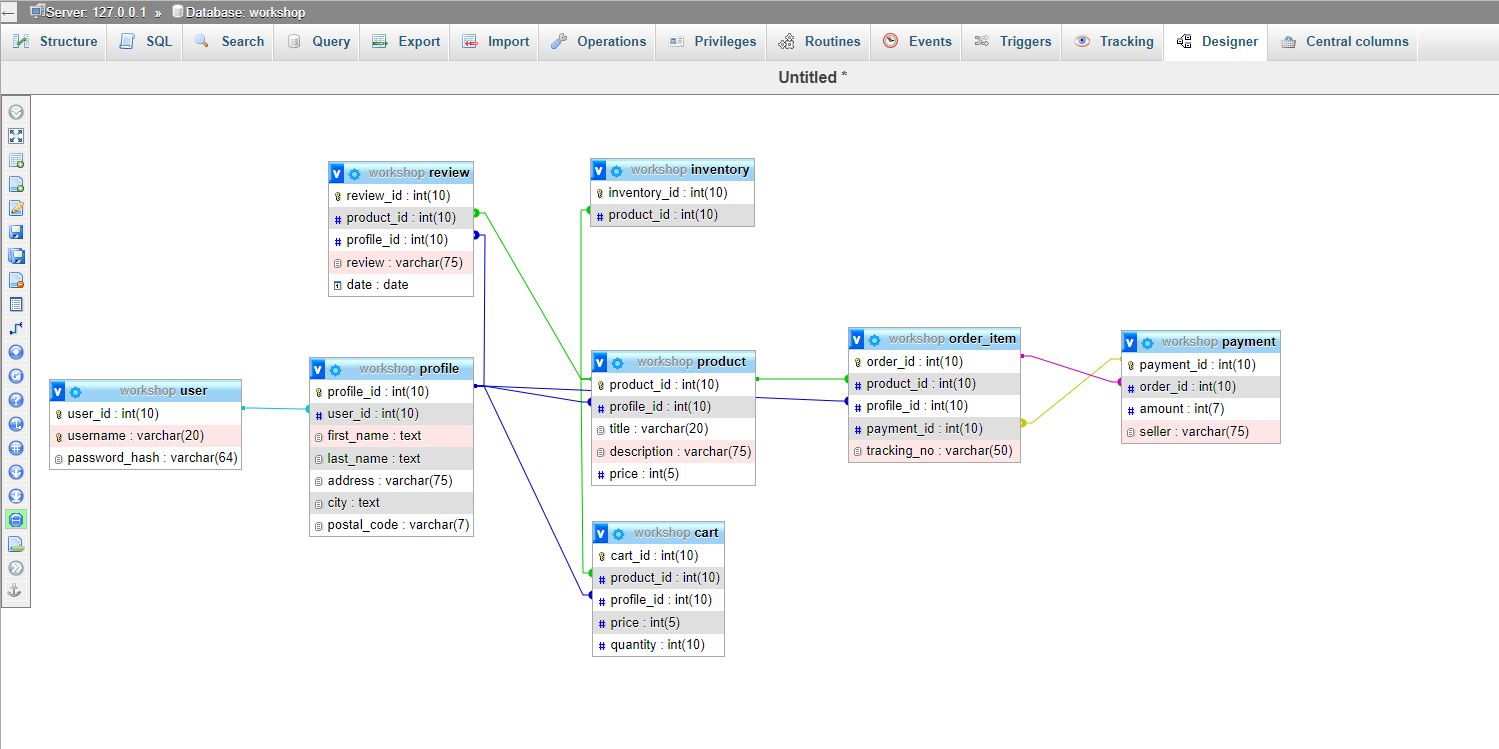 Server: 127.0.0.1 » Database: workshop
Structure SQL Search Query Export Import Operations Privileges Routines Events Triggers Tracking Designer Central columns
Untitled *
workshop review
review_id : int(10)
product_id : int(10)
profile_id : int(10)
review : varchar(75)
date : date
workshop inventory
inventory_id : int(10)
product_id : int(10)
workshop user
user_id : int(10)
username : varchar(20)
password_hash : varchar(64)
workshop profile
profile_id : int(10)
user_id : int(10)
first_name : text
last_name : text
address : varchar(75)
city : text
postal_code : varchar(7)
workshop product
product_id : int(10)
profile_id : int(10)
title : varchar(20)
description : varchar(75)
price : int(5)
workshop order_item
order_id : int(10)
product_id : int(10)
profile_id : int(10)
payment_id : int(10)
tracking_no : varchar(50)
workshop payment
payment_id : int(10)
order_id : int(10)
amount : int(7)
seller : varchar(75)
workshop cart
cart_id : int(10)
product_id : int(10)
profile_id : int(10)
price : int(5)
quantity : int(10)